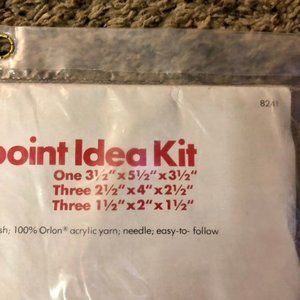 8241
point Idea Kit
One 3½" x 5½" x 3½"
Three 2½" x 4" x 2½"
Three 1½" x 2" x 1½"
sh; 100% Orlon® acrylic yarn; needle; easy-to- follow